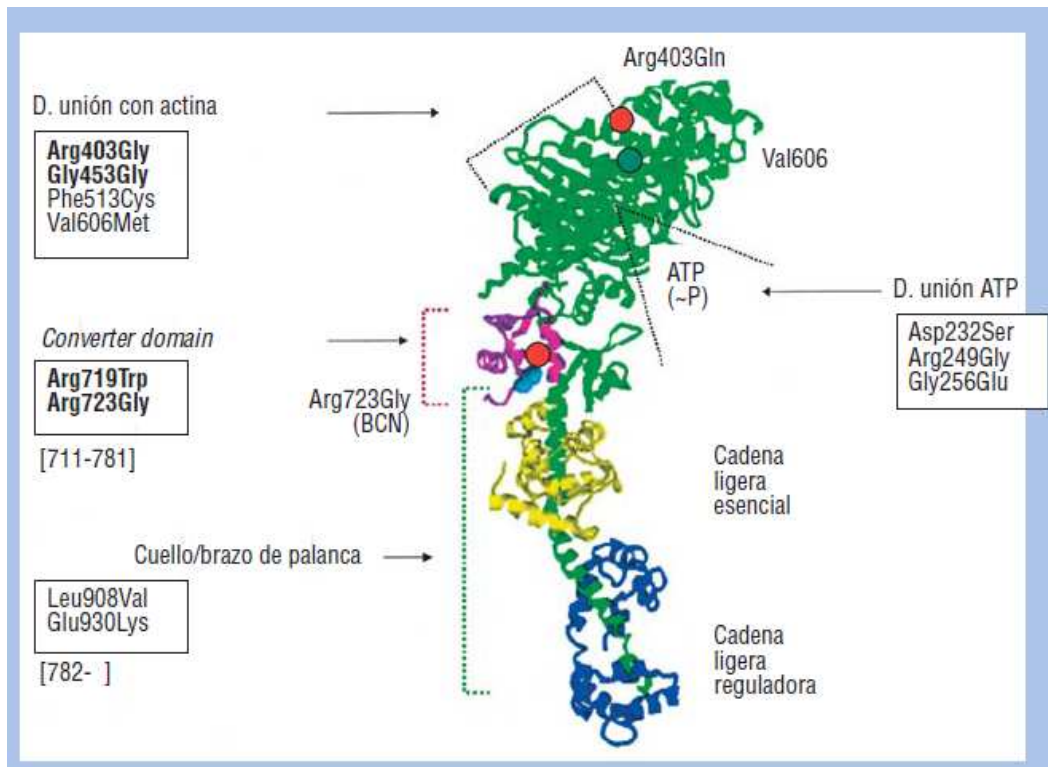 Arg403Gln
D. unión con actina
Arg403Gly
Gly453Gly
Phe513Cys
Val606Met
Val606
ATP
(~P)
D. unión ATP
Asp232Ser
Arg249Gly
Gly256Glu
Converter domain
Arg719Trp
Arg723Gly
[711-781]
Arg723Gly
(BCN)
Cadena
ligera
esencial
Cuello/brazo de palanca
Leu908Val
Glu930Lys
[782- ]
Cadena
ligera
reguladora